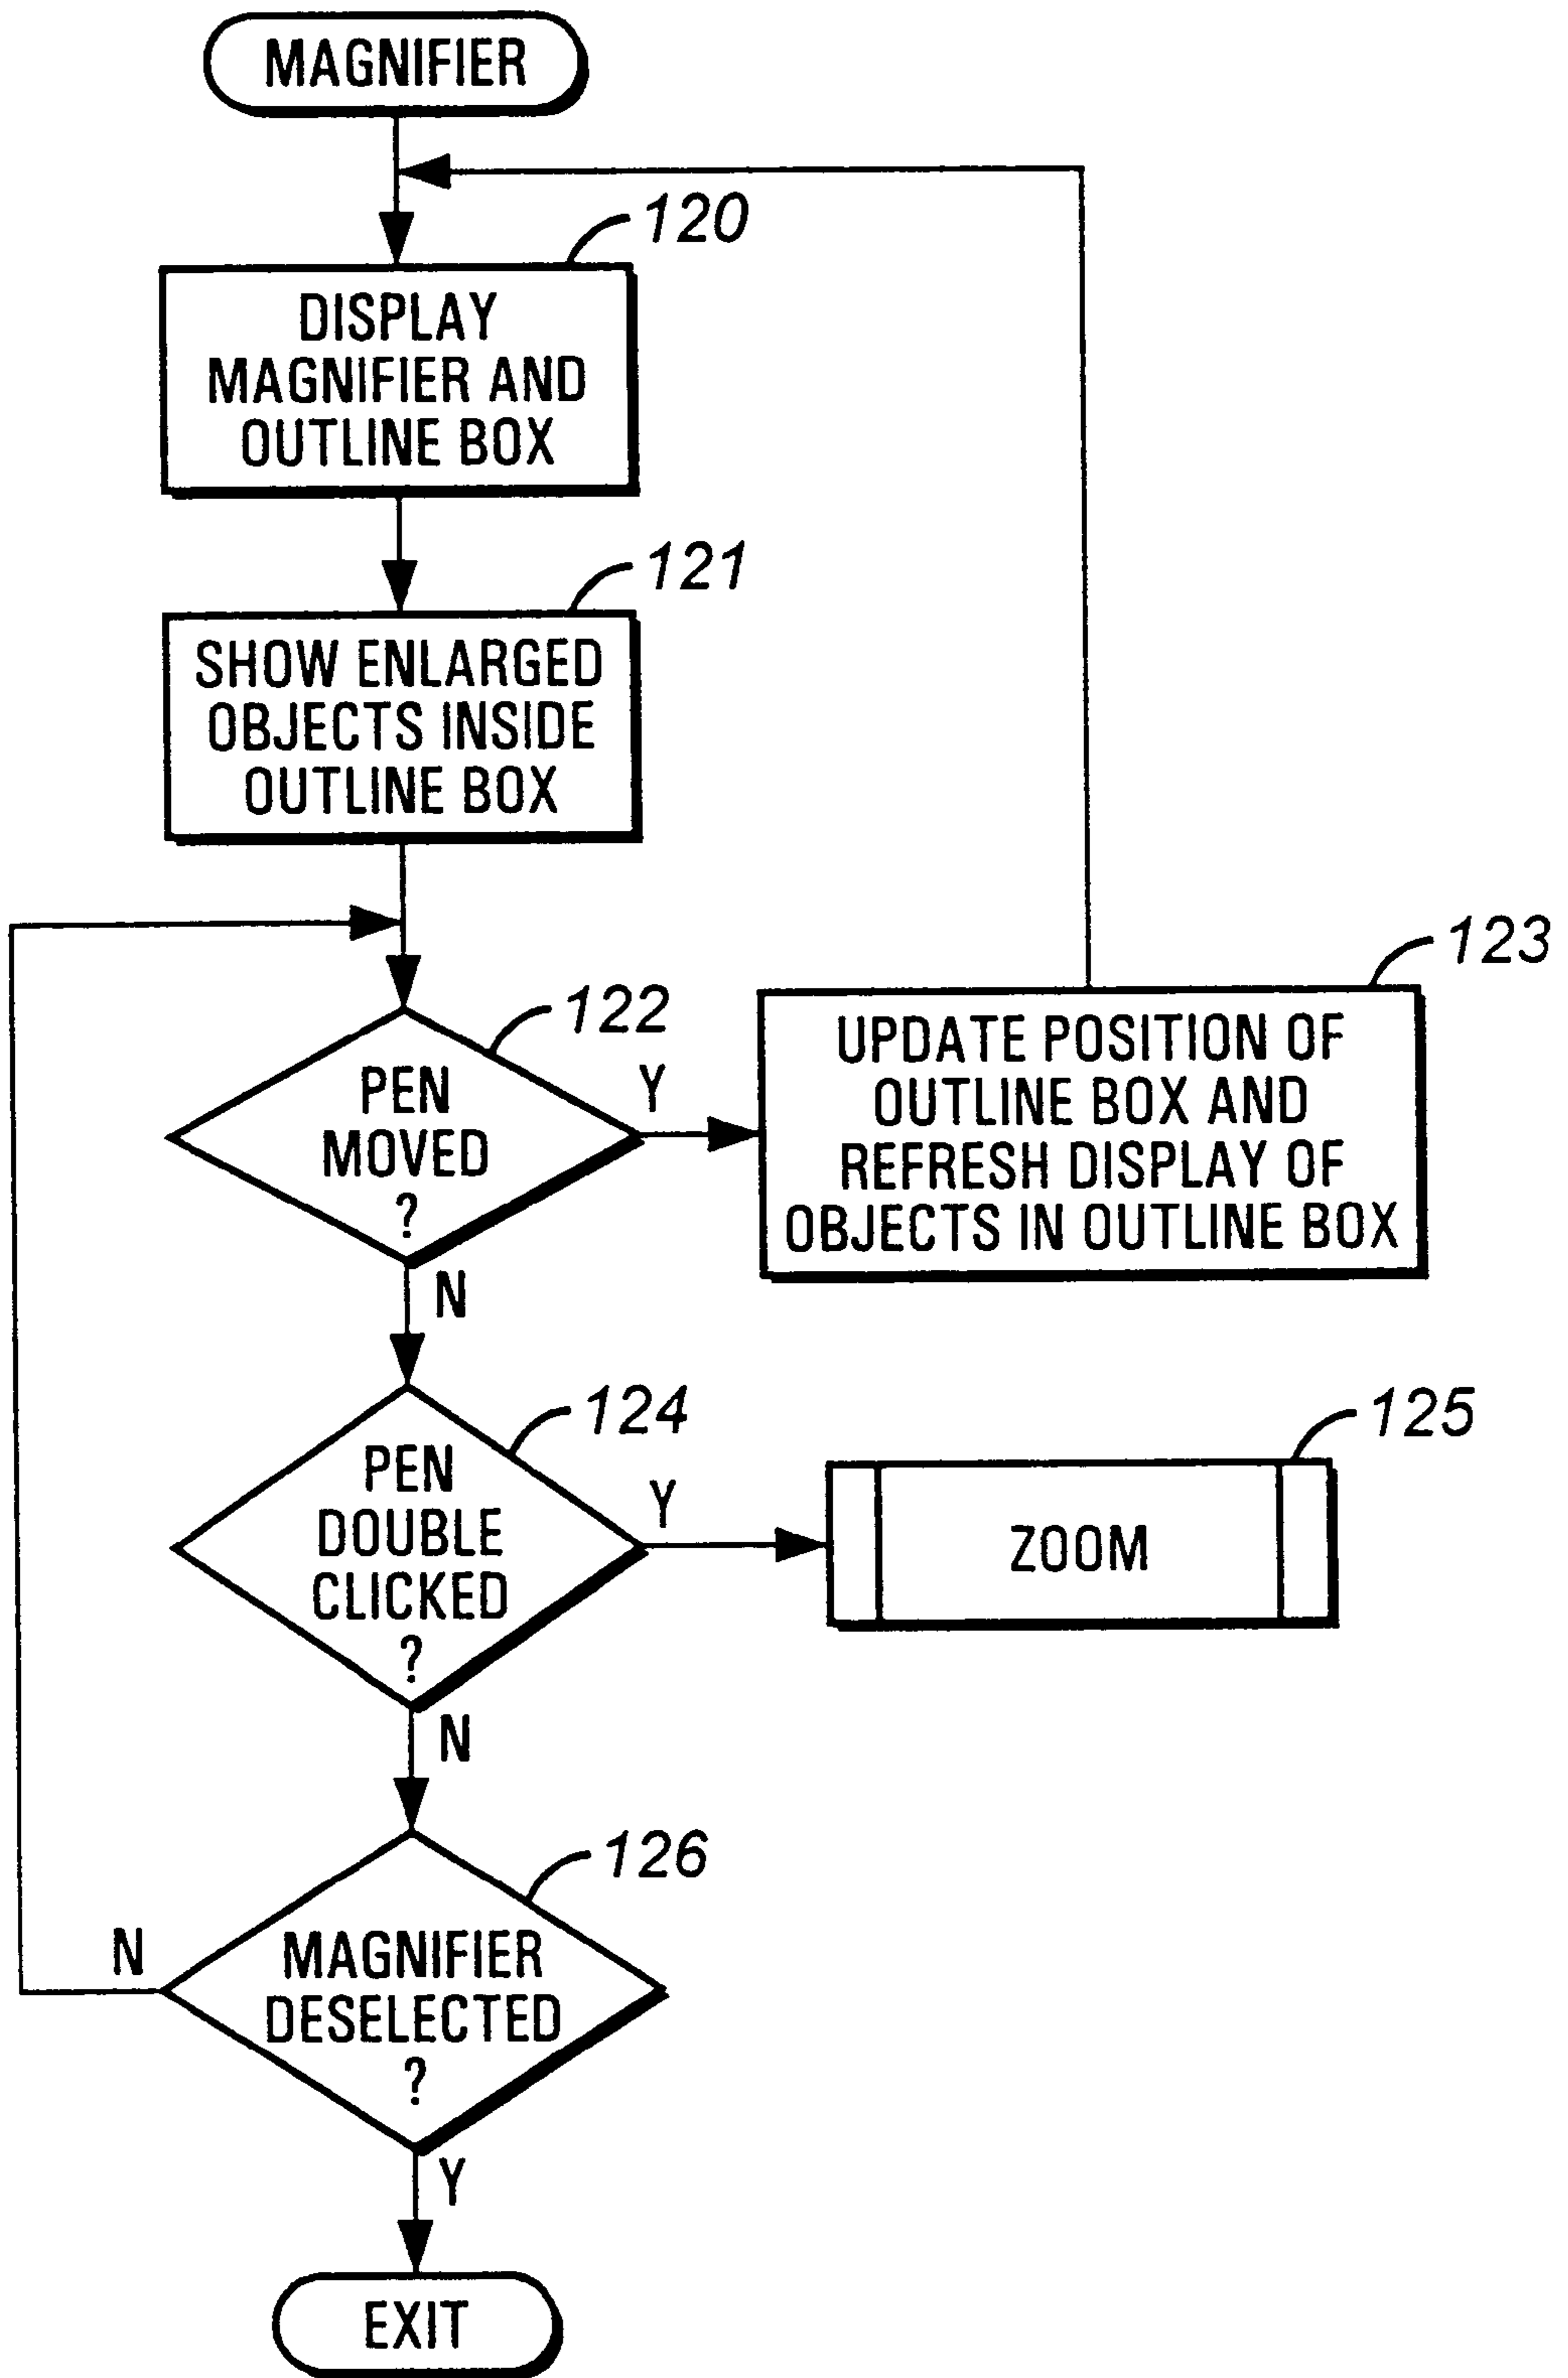 MAGNIFIER
120
DISPLAY
MAGNIFIER AND
OUTLINE BOX
121
SHOW ENLARGED
OBJECTS INSIDE
OUTLINE BOX
122
PEN
MOVED
?
Y
N
123
UPDATE POSITION OF
OUTLINE BOX AND
REFRESH DISPLAY OF
OBJECTS IN OUTLINE BOX
124
PEN
DOUBLE
CLICKED
?
Y
N
125
ZOOM
126
MAGNIFIER
DESELECTED
?
N
Y
EXIT